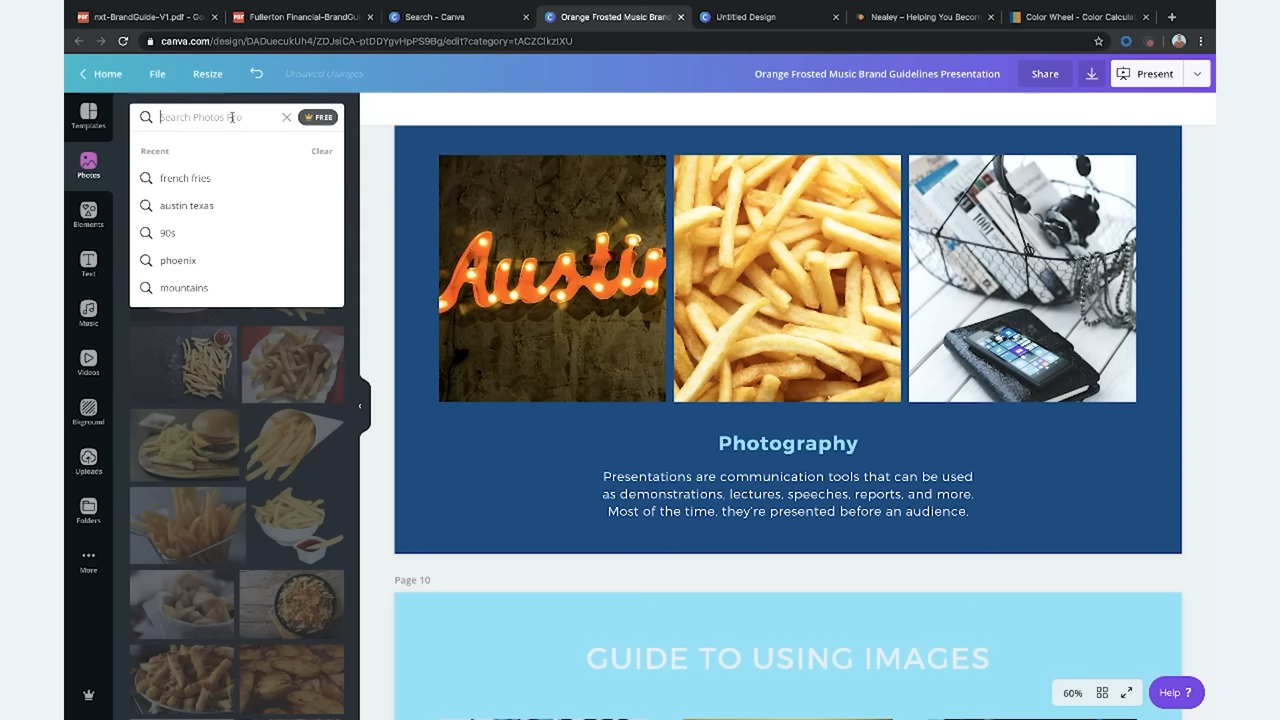 nxt-BrandGuide-V1.pdf - Go
Fullerton Financial-BrandGui
Search - Canva
Orange Frosted Music Brand
Untitled Design
Nealey – Helping You Becom
Color Wheel - Color Calculat
canva.com/design/DADuecukUh4/ZDJsiCA-ptDDYgvHpPS9Bg/edit?category=tACZCIkzIXU
Home
File
Resize
Unsaved changes
Orange Frosted Music Brand Guidelines Presentation
Share
Present
Templates
Photos
Elements
Text
Music
Videos
Bkground
Uploads
Folders
More
Search Photos Pro
FREE
Recent
Clear
french fries
austin texas
90s
phoenix
mountains
Austin
Photography
Presentations are communication tools that can be used
as demonstrations, lectures, speeches, reports, and more.
Most of the time, they're presented before an audience.
Page 10
GUIDE TO USING IMAGES
60%
Help ?